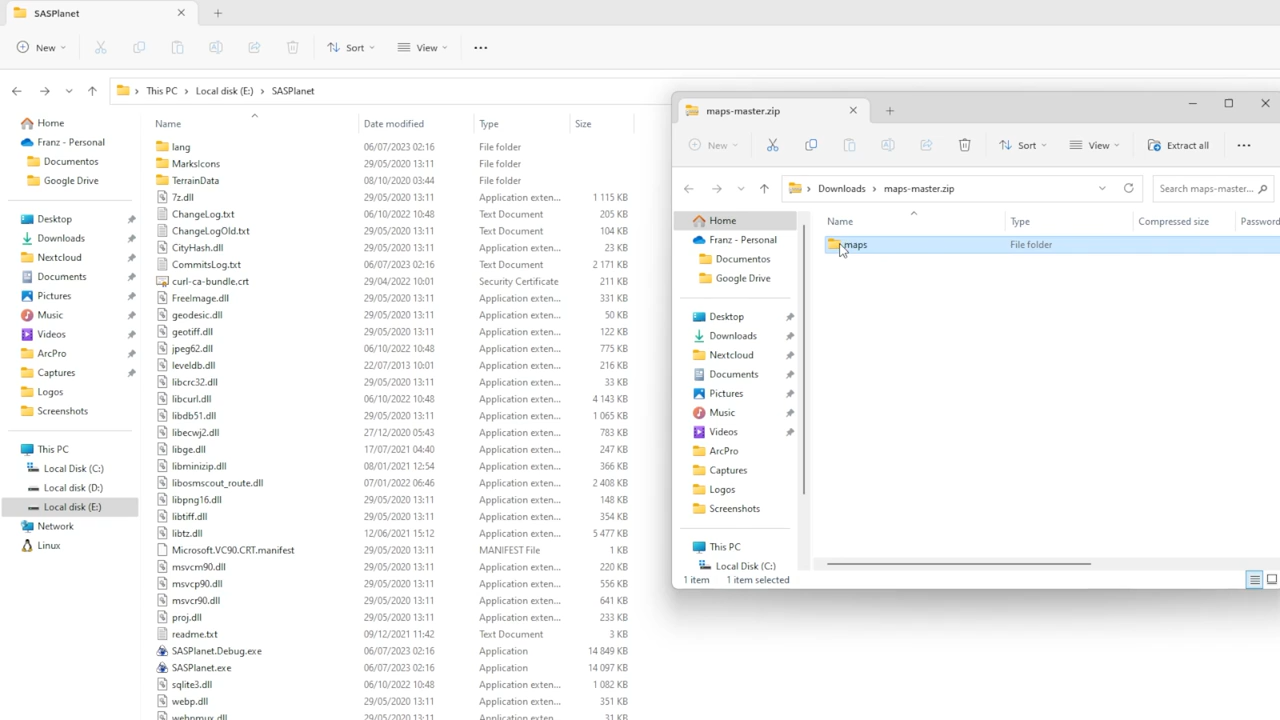 SASPlanet
New
Sort
View
This PC
Local disk (E:)
SASPlanet
Home
Franz - Personal
Documentos
Google Drive
Desktop
Downloads
Nextcloud
Documents
Pictures
Music
Videos
ArcPro
Captures
Logos
Screenshots
This PC
Local Disk (C:)
Local disk (D:)
Local disk (E:)
Network
Linux
Name Date modified Type Size
lang 06/07/2023 02:16 File folder
MarksIcons 29/05/2020 13:11 File folder
TerrainData 08/10/2020 03:44 File folder
7z.dll 29/05/2020 13:11 Application exten... 1 115 KB
ChangeLog.txt 06/10/2022 10:48 Text Document 205 KB
ChangeLogOld.txt 29/05/2020 13:11 Text Document 104 KB
CityHash.dll 29/05/2020 13:11 Application exten... 23 KB
CommitsLog.txt 06/07/2023 02:16 Text Document 2 171 KB
curl-ca-bundle.crt 29/04/2022 10:01 Security Certificate 211 KB
FreeImage.dll 29/05/2020 13:11 Application exten... 331 KB
geodesic.dll 29/05/2020 13:11 Application exten... 50 KB
geotiff.dll 29/05/2020 13:11 Application exten... 122 KB
jpeg62.dll 06/10/2022 10:48 Application exten... 775 KB
leveldb.dll 22/07/2013 10:01 Application exten... 216 KB
libcrc32.dll 29/05/2020 13:11 Application exten... 33 KB
libcurl.dll 06/10/2022 10:48 Application exten... 4 143 KB
libdb51.dll 29/05/2020 13:11 Application exten... 1 065 KB
libecwj2.dll 27/12/2020 05:43 Application exten... 783 KB
libge.dll 17/07/2021 04:40 Application exten... 247 KB
libminizip.dll 08/01/2021 12:54 Application exten... 366 KB
libosmscout_route.dll 07/01/2022 06:46 Application exten... 2 408 KB
libpng16.dll 29/05/2020 13:11 Application exten... 148 KB
libtiff.dll 29/05/2020 13:11 Application exten... 354 KB
libtz.dll 12/06/2021 15:12 Application exten... 5 477 KB
Microsoft.VC90.CRT.manifest 29/05/2020 13:11 MANIFEST File 1 KB
msvcm90.dll 29/05/2020 13:11 Application exten... 220 KB
msvcp90.dll 29/05/2020 13:11 Application exten... 556 KB
msvcr90.dll 29/05/2020 13:11 Application exten... 641 KB
proj.dll 29/05/2020 13:11 Application exten... 233 KB
readme.txt 09/12/2021 11:42 Text Document 3 KB
SASPlanet.Debug.exe 06/07/2023 02:16 Application 14 849 KB
SASPlanet.exe 06/07/2023 02:16 Application 14 097 KB
sqlite3.dll 06/10/2022 10:48 Application exten... 1 082 KB
webp.dll 29/05/2020 13:11 Application exten... 351 KB
webpmux.dll 29/05/2020 13:11 Application exten... 31 KB
maps-master.zip
New
Sort
View
Extract all
Downloads
maps-master.zip
Search maps-master...
Home
Franz - Personal
Documentos
Google Drive
Desktop
Downloads
Nextcloud
Documents
Pictures
Music
Videos
ArcPro
Captures
Logos
Screenshots
This PC
Local Disk (C:)
Name Type Compressed size Password
maps File folder
1 item 1 item selected